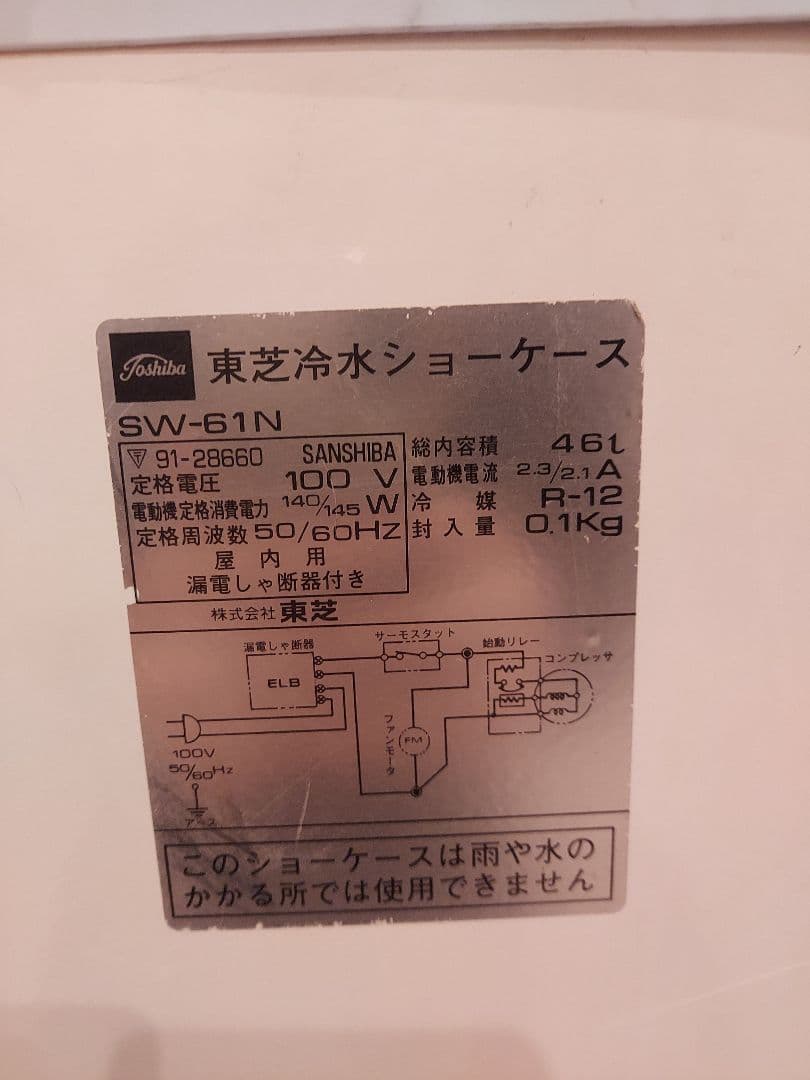 Toshiba 東芝冷水ショーケース
SW-61N
91-28660 SANSHIBA
定格電圧 100 V
電動機定格消費電力 140/145 W
定格周波数 50/60Hz
屋内用
漏電しゃ断器付き
総内容積 46ℓ
電動機電流 2.3/2.1A
冷媒 R-12
封入量 0.1Kg
株式会社 東芝
漏電しゃ断器
サーモスタット
始動リレー
コンプレッサ
ELB
ファンモータ
FM
100V
50/60Hz
アース
このショーケースは雨や水の
かかる所では使用できません